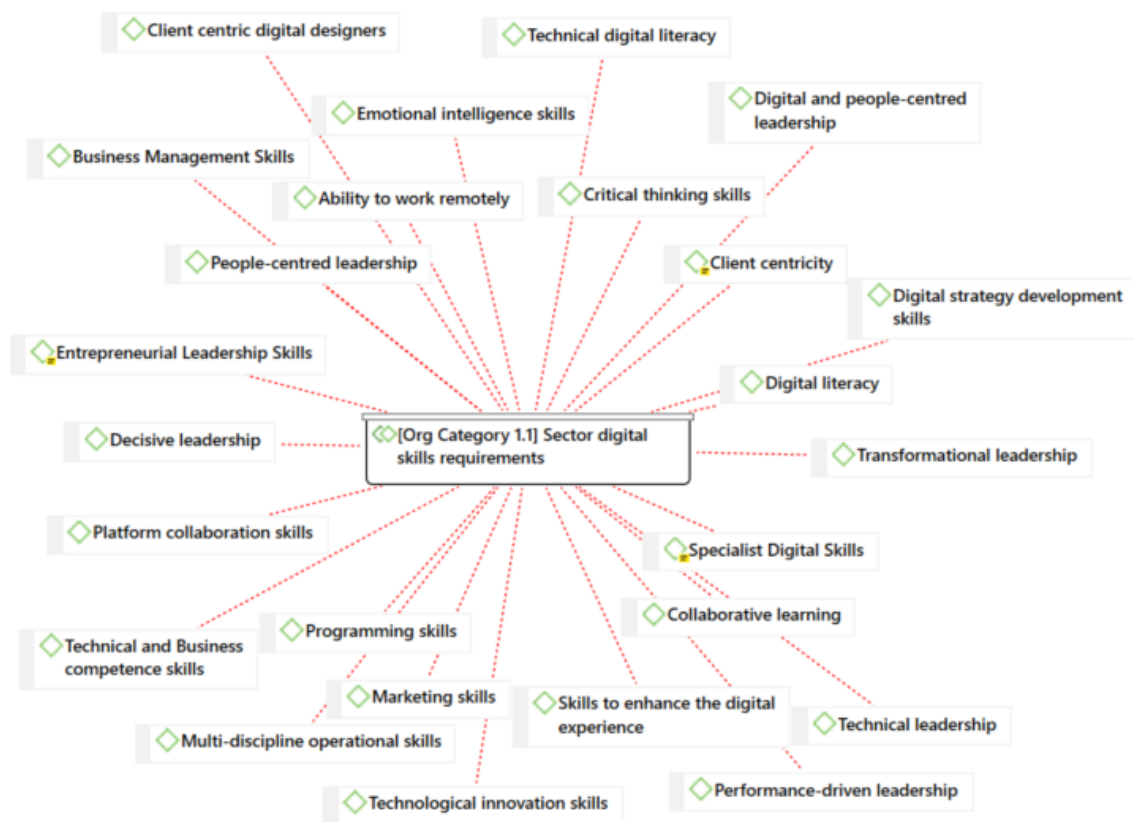 Client centric digital designers
Technical digital literacy
Digital and people-centred
leadership
Emotional intelligence skills
Business Management Skills
Ability to work remotely
Critical thinking skills
People-centred leadership
Client centricity
Digital strategy development
skills
Entrepreneurial Leadership Skills
Digital literacy
Decisive leadership
[Org Category 1.1] Sector digital
skills requirements
Transformational leadership
Platform collaboration skills
Specialist Digital Skills
Collaborative learning
Programming skills
Technical and Business
competence skills
Marketing skills
Skills to enhance the digital
experience
Technical leadership
Multi-discipline operational skills
Performance-driven leadership
Technological innovation skills